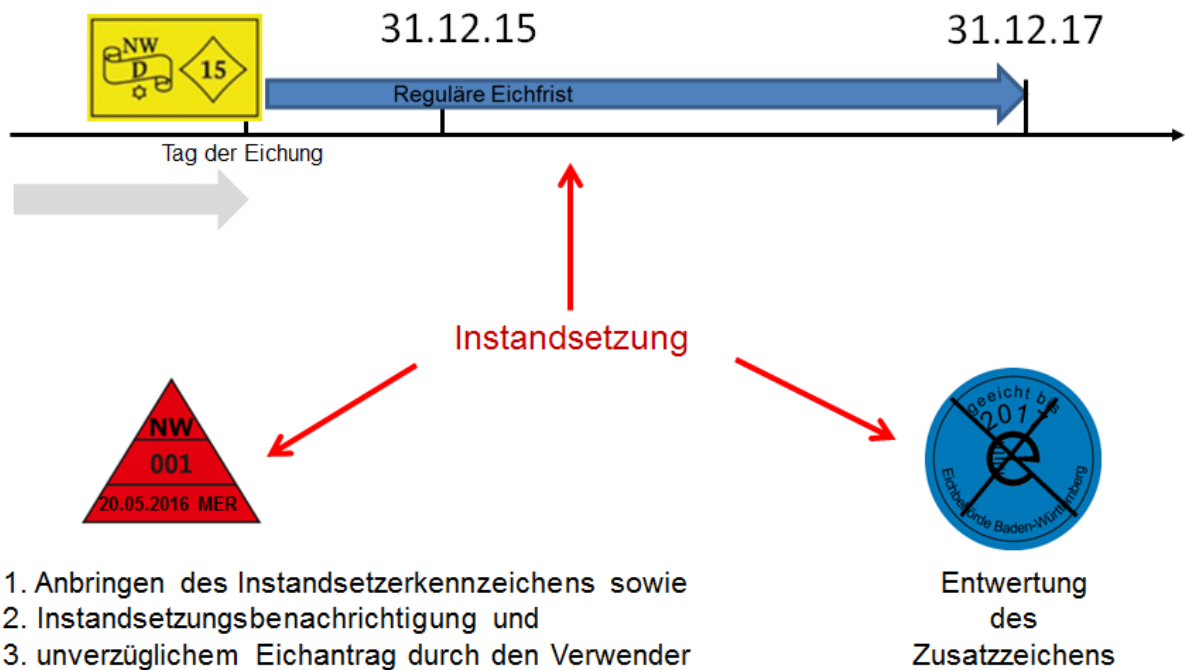 31.12.15
31.12.17
NW
D
15
Reguläre Eichfrist
Tag der Eichung
Instandsetzung
NW
001
20.05.2016 MER
geeicht bis
201
e
Eichbehörde Baden-Württemberg
1. Anbringen des Instandsetzerkennzeichens sowie
2. Instandsetzungsbenachrichtigung und
3. unverzüglichem Eichantrag durch den Verwender
Entwertung
des
Zusatzzeichens